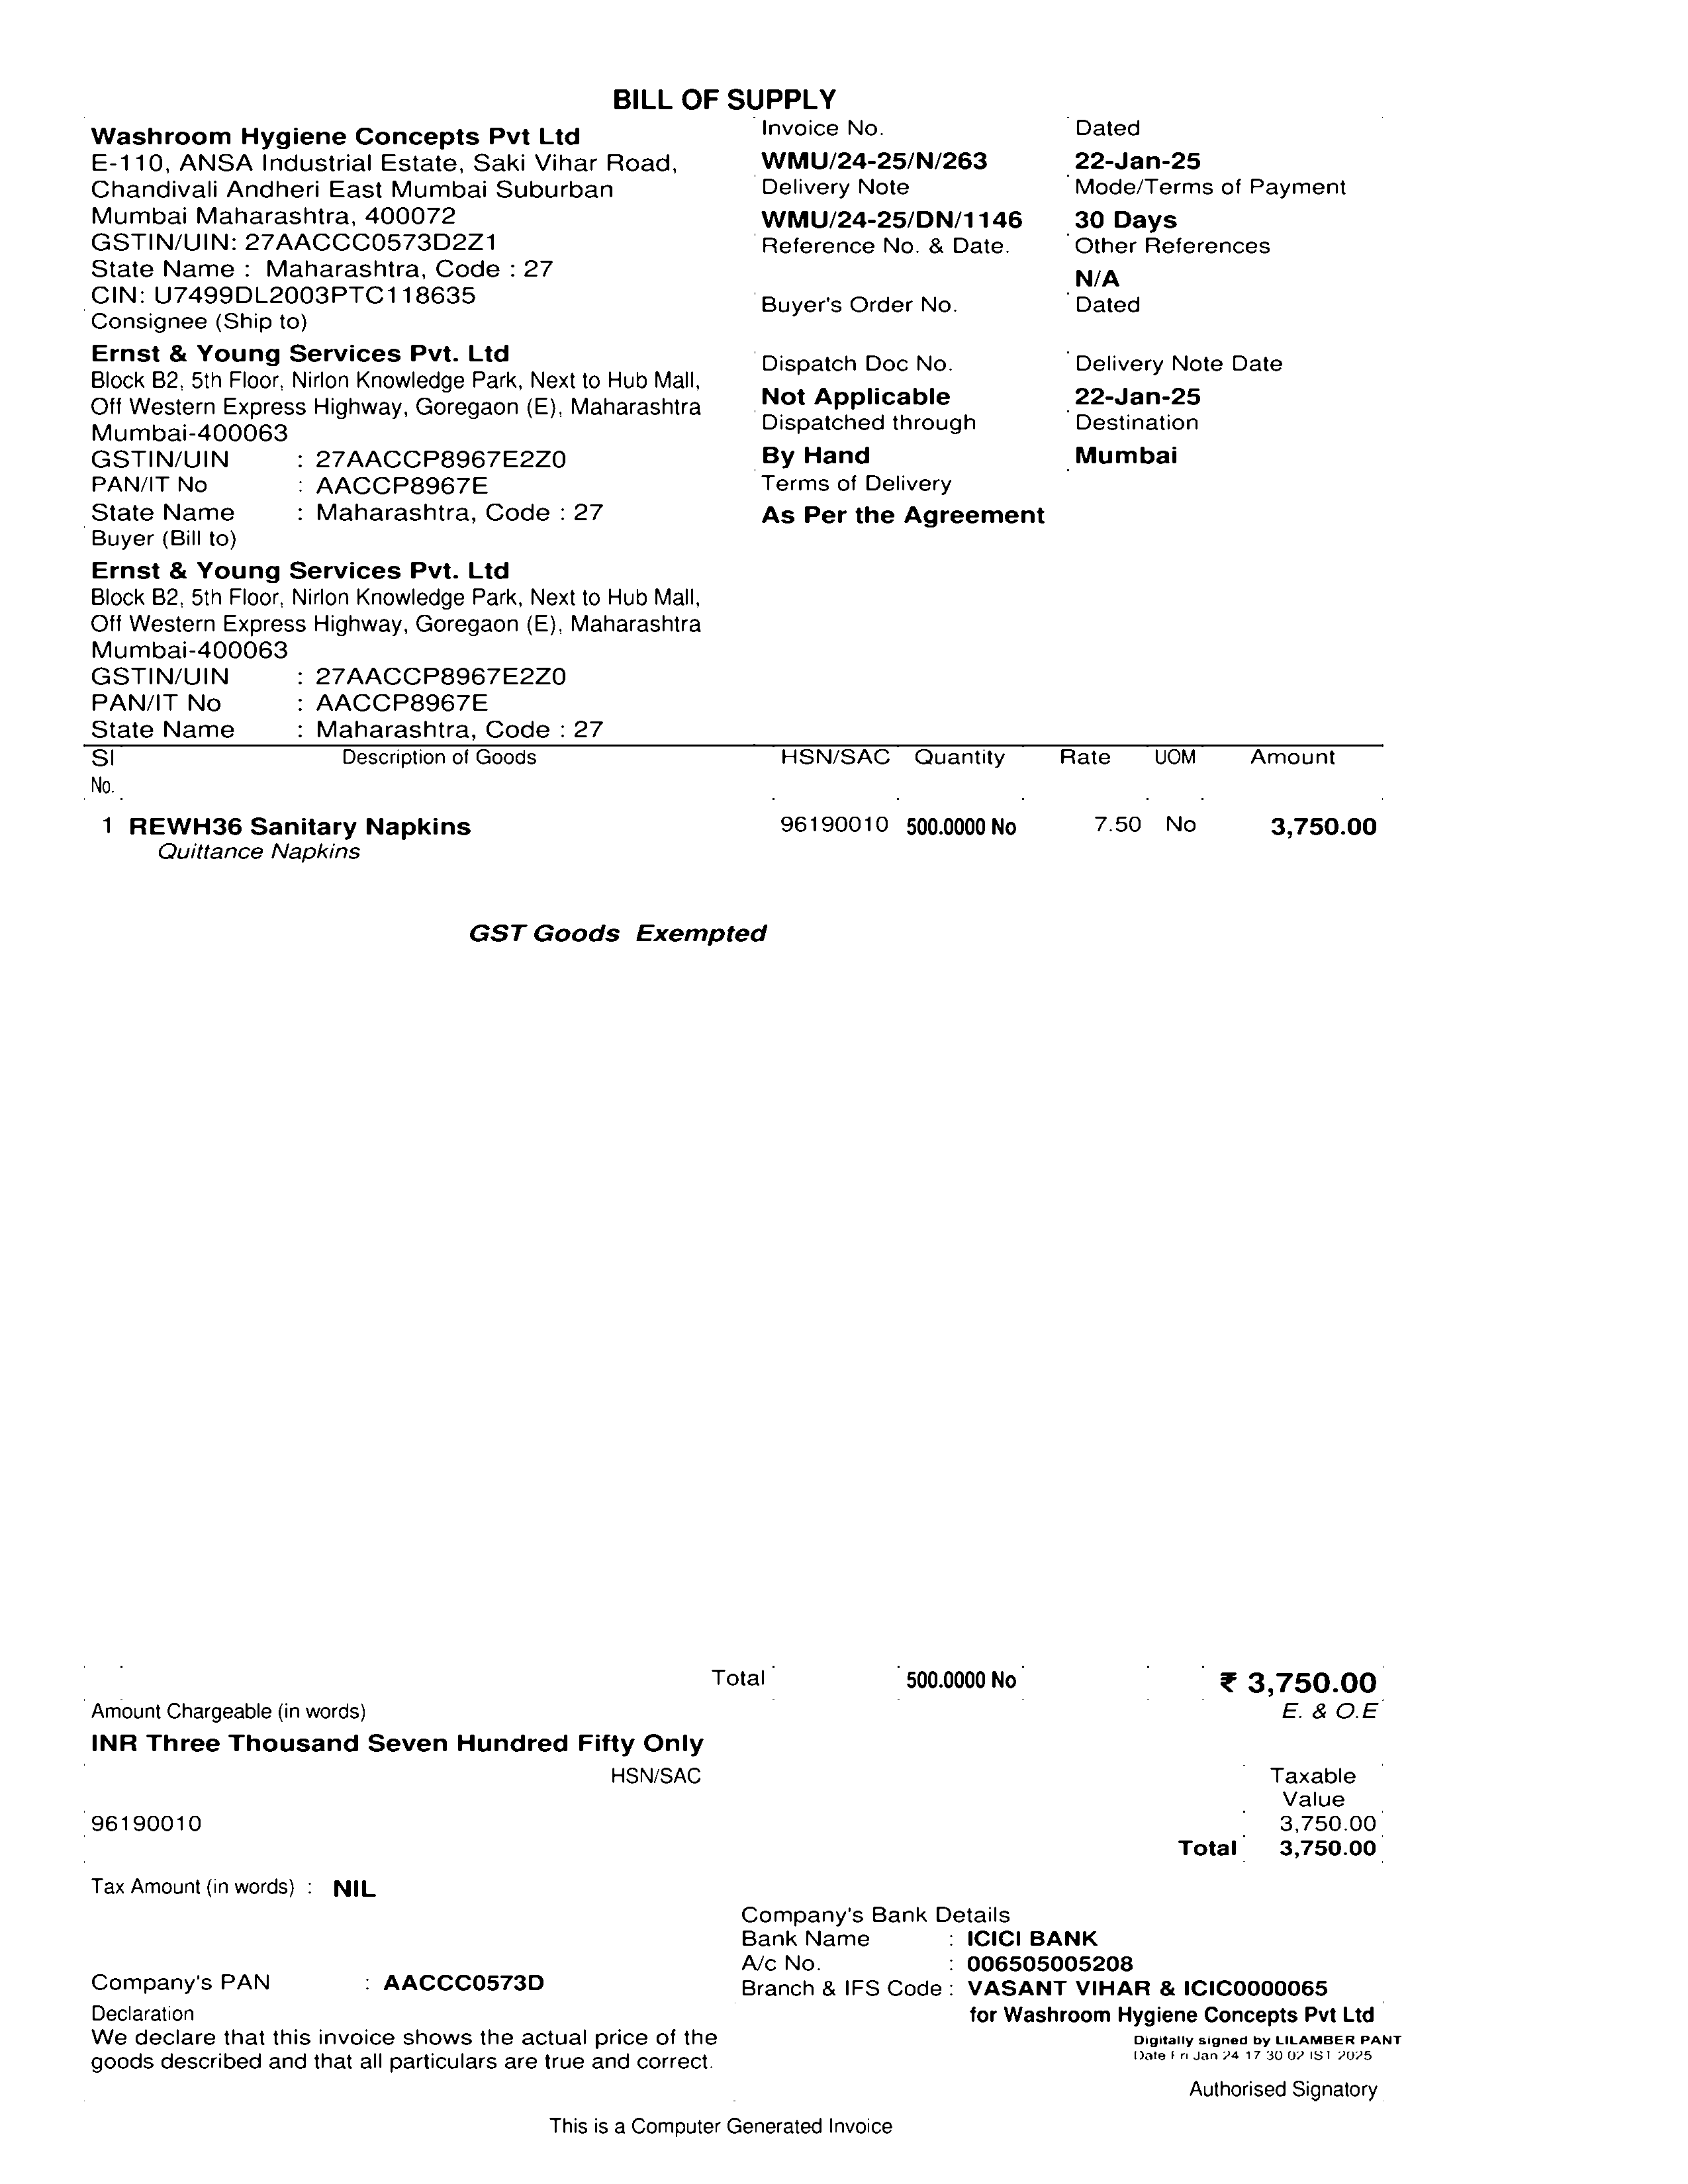 BILL OF SUPPLY
Washroom Hygiene Concepts Pvt Ltd
E-110, ANSA Industrial Estate, Saki Vihar Road,
Chandivali Andheri East Mumbai Suburban
Mumbai Maharashtra, 400072
GSTIN/UIN: 27AACCC0573D2Z1
State Name : Maharashtra, Code : 27
CIN: U7499DL2003PTC118635
Consignee (Ship to)
Ernst & Young Services Pvt. Ltd
Block B2, 5th Floor, Nirlon Knowledge Park, Next to Hub Mall,
Off Western Express Highway, Goregaon (E), Maharashtra
Mumbai-400063
GSTIN/UIN : 27AACCP8967E2Z0
PAN/IT No : AACCP8967E
State Name : Maharashtra, Code : 27
Buyer (Bill to)
Ernst & Young Services Pvt. Ltd
Block B2, 5th Floor, Nirlon Knowledge Park, Next to Hub Mall,
Off Western Express Highway, Goregaon (E), Maharashtra
Mumbai-400063
GSTIN/UIN : 27AACCP8967E2Z0
PAN/IT No : AACCP8967E
State Name : Maharashtra, Code : 27
Invoice No. Dated
WMU/24-25/N/263 22-Jan-25
Delivery Note Mode/Terms of Payment
WMU/24-25/DN/1146 30 Days
Reference No. & Date. Other References
N/A
Buyer's Order No. Dated
Dispatch Doc No. Delivery Note Date
Not Applicable 22-Jan-25
Dispatched through Destination
By Hand Mumbai
Terms of Delivery
As Per the Agreement
SI Description of Goods HSN/SAC Quantity Rate UOM Amount
No.
1 REWH36 Sanitary Napkins 96190010 500.0000 No 7.50 No 3,750.00
Quittance Napkins
GST Goods Exempted
Total 500.0000 No ₹ 3,750.00
Amount Chargeable (in words) E. & O.E
INR Three Thousand Seven Hundred Fifty Only
HSN/SAC Taxable
Value
96190010 3,750.00
Total 3,750.00
Tax Amount (in words) : NIL
Company's Bank Details
Bank Name : ICICI BANK
A/c No. : 006505005208
Company's PAN : AACCC0573D
Branch & IFS Code : VASANT VIHAR & ICIC0000065
Declaration
We declare that this invoice shows the actual price of the
goods described and that all particulars are true and correct.
for Washroom Hygiene Concepts Pvt Ltd
Digitally signed by LILAMBER PANT
Date Fri Jan 24 17 30 02 IST 2025
Authorised Signatory
This is a Computer Generated Invoice